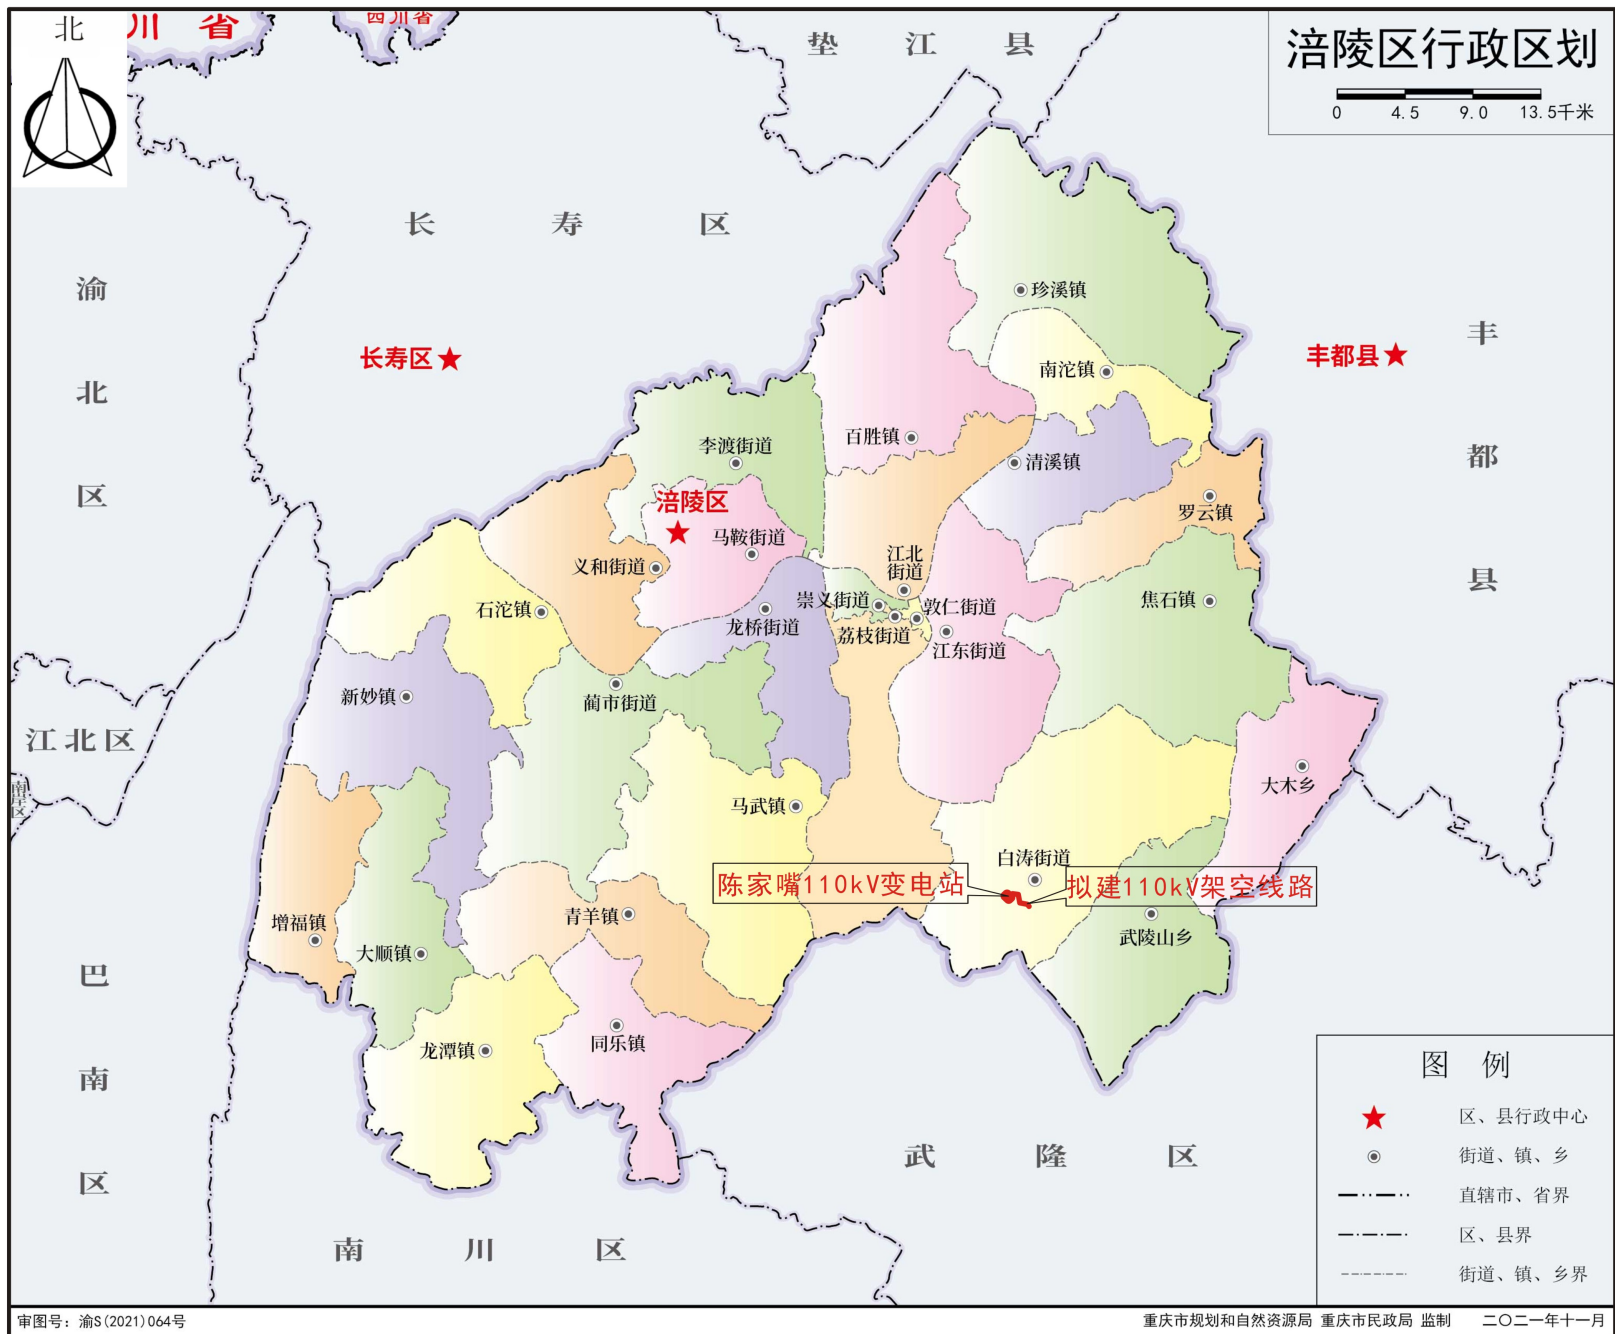 北
川省
四川省
垫江县
涪陵区行政区划
0 4.5 9.0 13.5千米
长寿区
渝北区
长寿区
丰都县
丰都县
珍溪镇
南沱镇
百胜镇
李渡街道
清溪镇
涪陵区
罗云镇
马鞍街道
江北
街道
义和街道
石沱镇
崇义街道
敦仁街道
焦石镇
龙桥街道
荔枝街道
江东街道
新妙镇
蔺市街道
江北区
南岸区
大木乡
马武镇
白涛街道
陈家嘴110kV变电站
拟建110kV架空线路
增福镇
青羊镇
大顺镇
武陵山乡
巴南区
同乐镇
龙潭镇
武隆区
南川区
图例
区、县行政中心
街道、镇、乡
直辖市、省界
区、县界
街道、镇、乡界
审图号：渝S(2021)064号
重庆市规划和自然资源局 重庆市民政局 监制 二〇二一年十一月